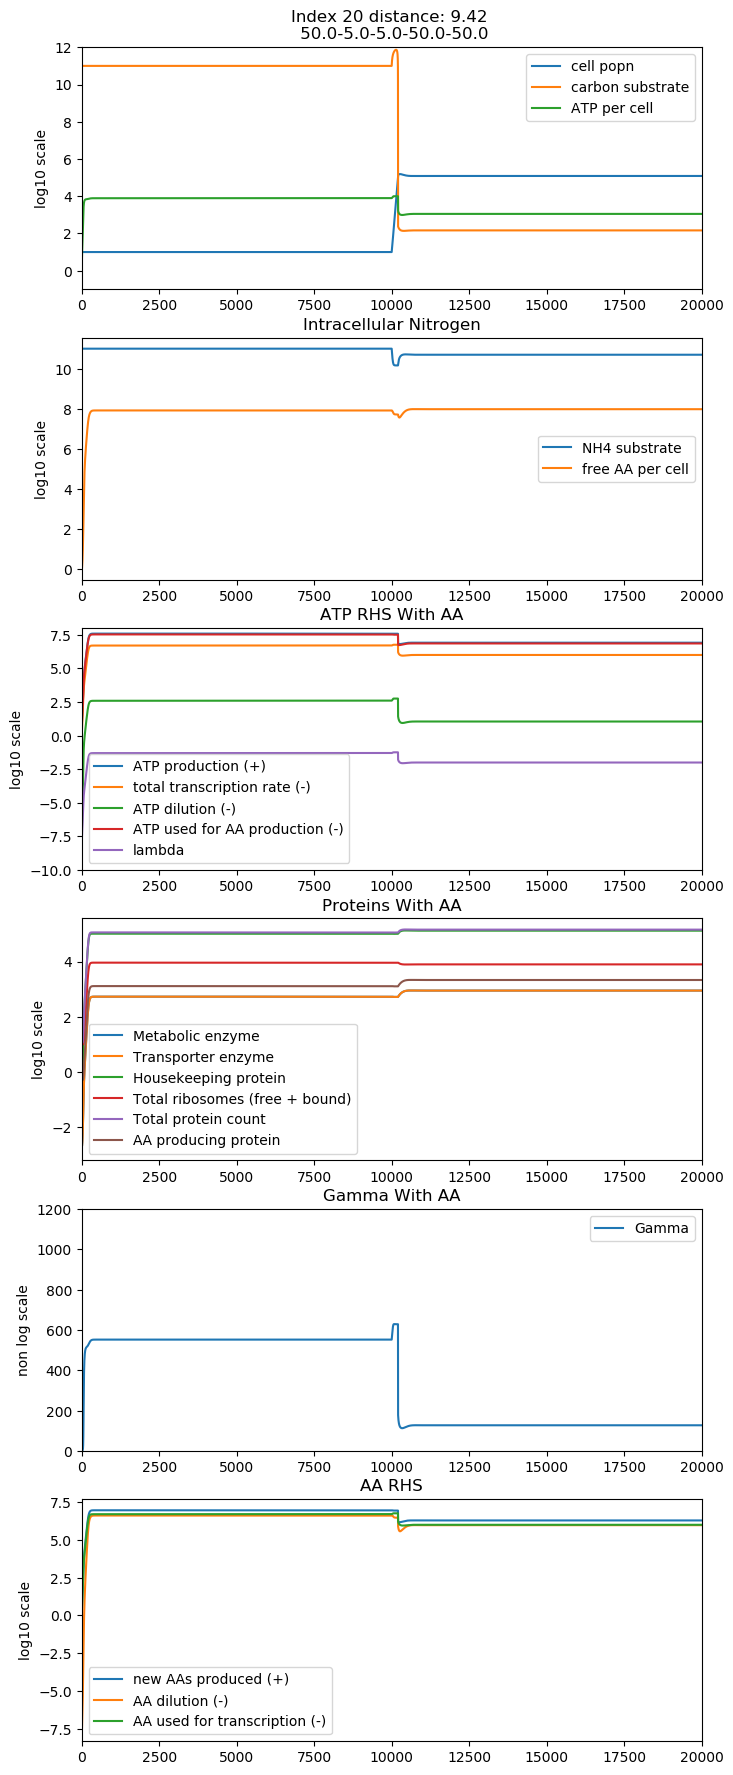 Index 20 distance: 9.42
50.0-5.0-5.0-50.0-50.0
12
10
8
6
4
2
0
log10 scale
cell popn
carbon substrate
ATP per cell
0 2500 5000 7500 10000 12500 15000 17500 20000
Intracellular Nitrogen
10
8
6
4
2
0
log10 scale
NH4 substrate
free AA per cell
0 2500 5000 7500 10000 12500 15000 17500 20000
ATP RHS With AA
7.5
5.0
2.5
0.0
−2.5
−5.0
−7.5
−10.0
log10 scale
ATP production (+)
total transcription rate (-)
ATP dilution (-)
ATP used for AA production (-)
lambda
0 2500 5000 7500 10000 12500 15000 17500 20000
Proteins With AA
4
2
0
−2
log10 scale
Metabolic enzyme
Transporter enzyme
Housekeeping protein
Total ribosomes (free + bound)
Total protein count
AA producing protein
0 2500 5000 7500 10000 12500 15000 17500 20000
Gamma With AA
1200
1000
800
600
400
200
0
non log scale
Gamma
0 2500 5000 7500 10000 12500 15000 17500 20000
AA RHS
7.5
5.0
2.5
0.0
−2.5
−5.0
−7.5
log10 scale
new AAs produced (+)
AA dilution (-)
AA used for transcription (-)
0 2500 5000 7500 10000 12500 15000 17500 20000